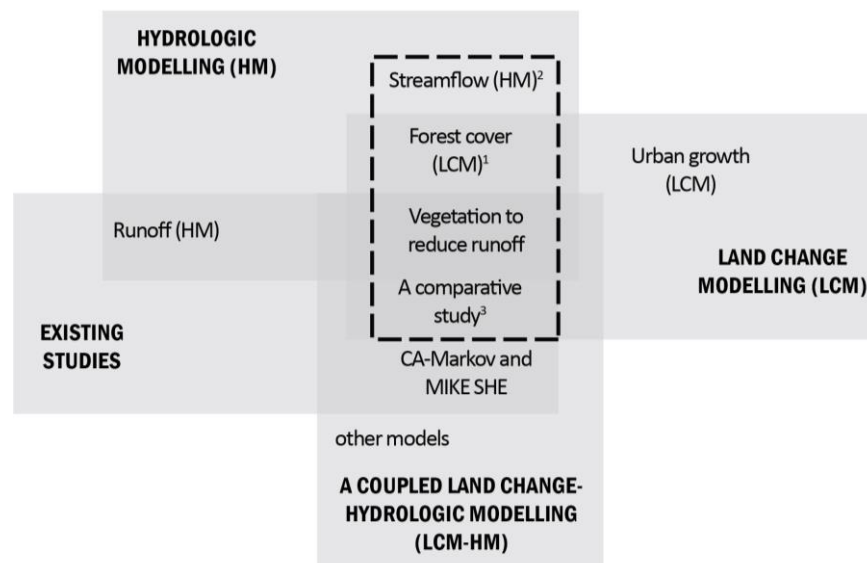 HYDROLOGIC
MODELLING (HM)
Streamflow (HM)²
Forest cover
(LCM)¹
Urban growth
(LCM)
Runoff (HM)
Vegetation to
reduce runoff
LAND CHANGE
MODELLING (LCM)
A comparative
study³
EXISTING
STUDIES
CA-Markov and
MIKE SHE
other models
A COUPLED LAND CHANGE-
HYDROLOGIC MODELLING
(LCM-HM)